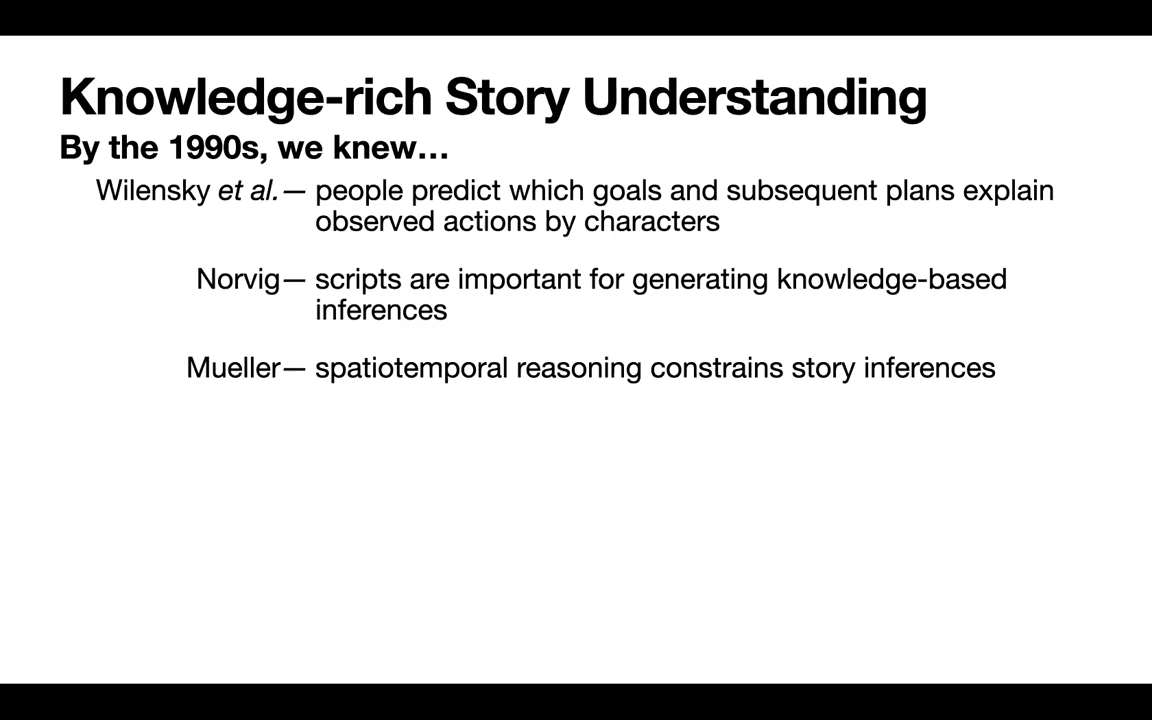 Knowledge-rich Story Understanding
By the 1990s, we knew…
Wilensky et al.— people predict which goals and subsequent plans explain
observed actions by characters
Norvig— scripts are important for generating knowledge-based
inferences
Mueller— spatiotemporal reasoning constrains story inferences